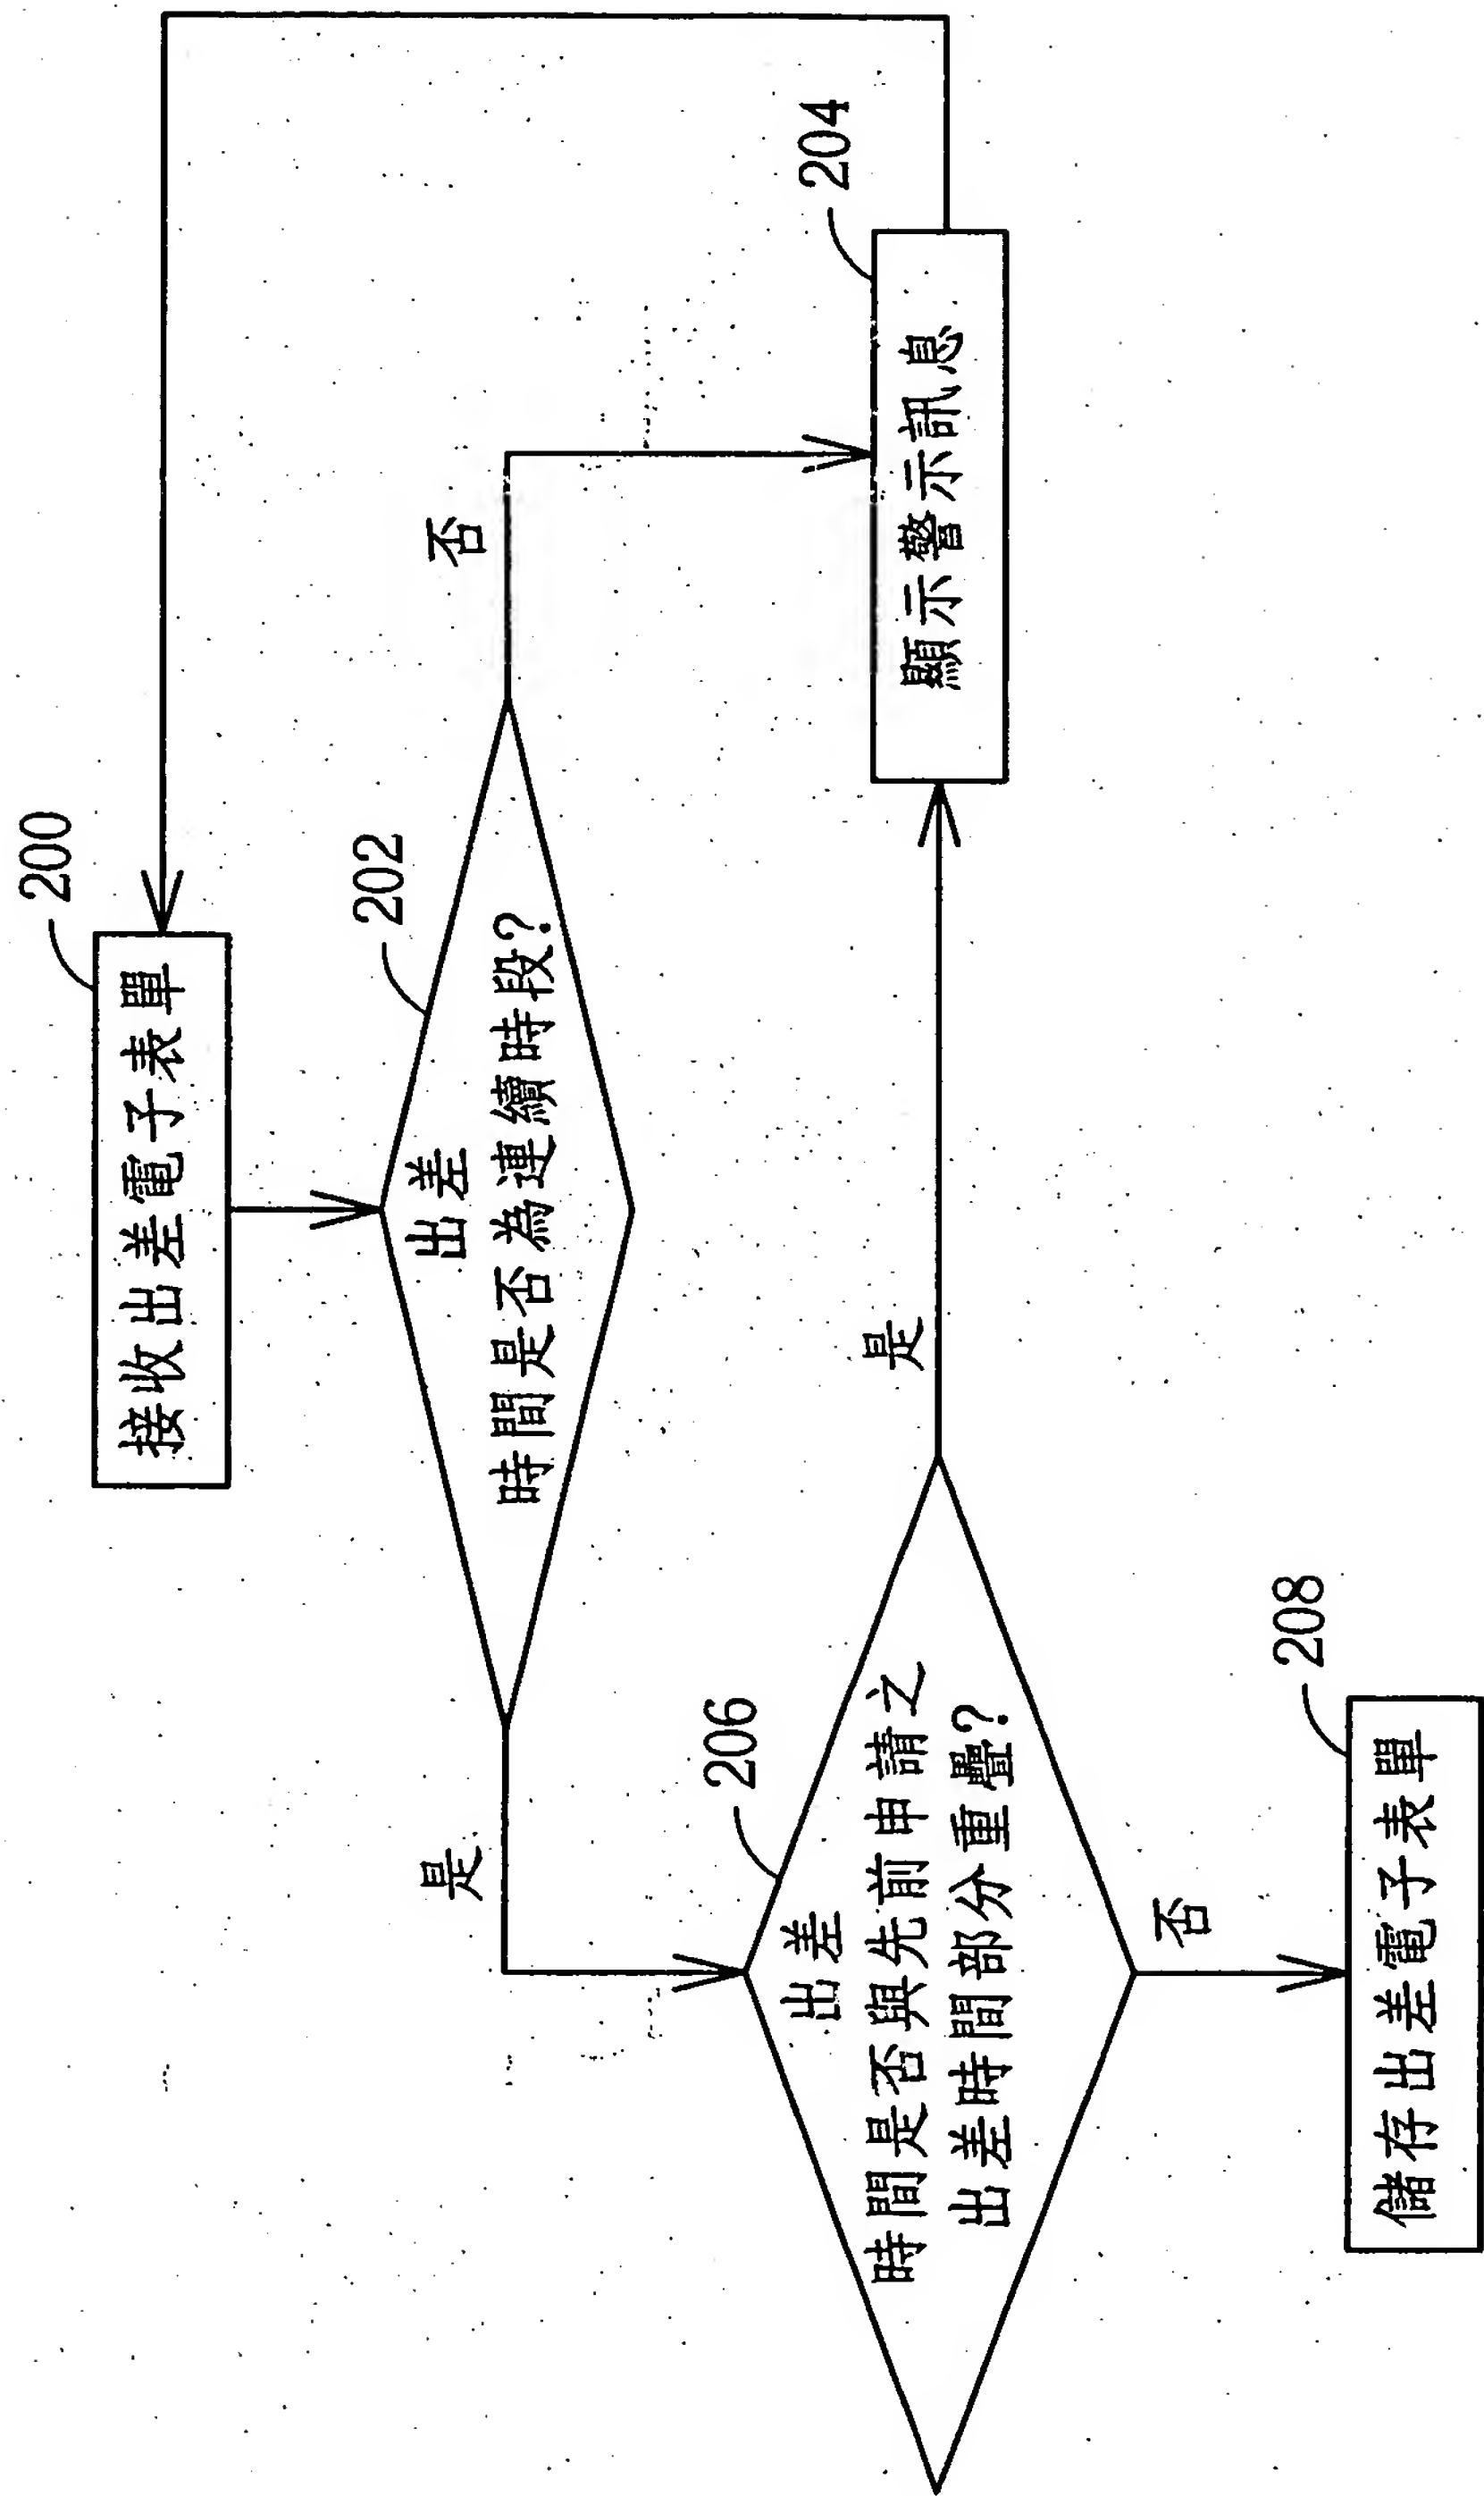 200
接收出差電子表單
202
出差
時間是否為連續時段?
否
是
204
顯示警示訊息
206
出差
時間是否與先前申請之
出差時間部分重疊?
是
否
208
儲存出差電子表單